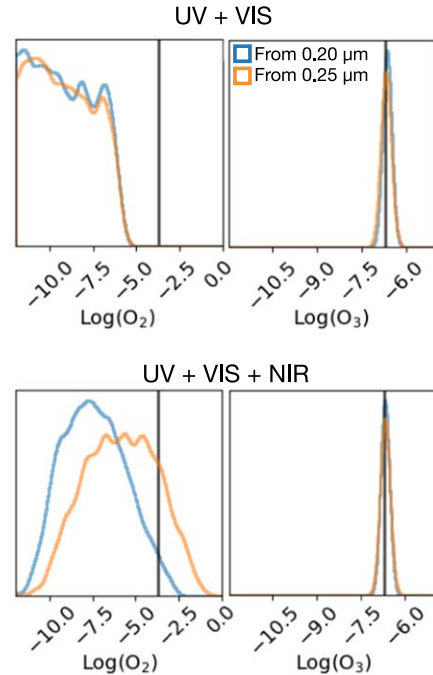 UV + VIS
From 0.20 μm
From 0.25 μm
−10.0 −7.5 −5.0 −2.5 0.0
−10.5 −9.0 −7.5 −6.0
Log(O₂) Log(O₃)
UV + VIS + NIR
−10.0 −7.5 −5.0 −2.5 0.0
−10.5 −9.0 −7.5 −6.0
Log(O₂) Log(O₃)